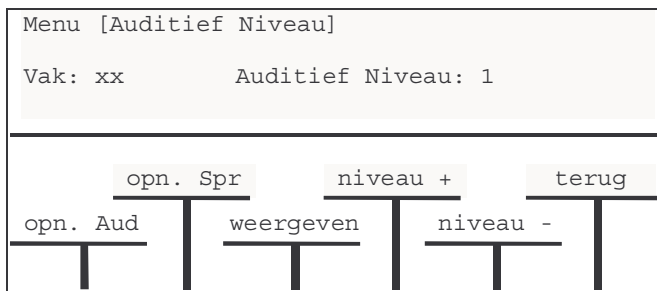 Menu [Auditief Niveau]
Vak: xx Auditief Niveau: 1
opn. Spr niveau + terug
opn. Aud weergeven niveau -